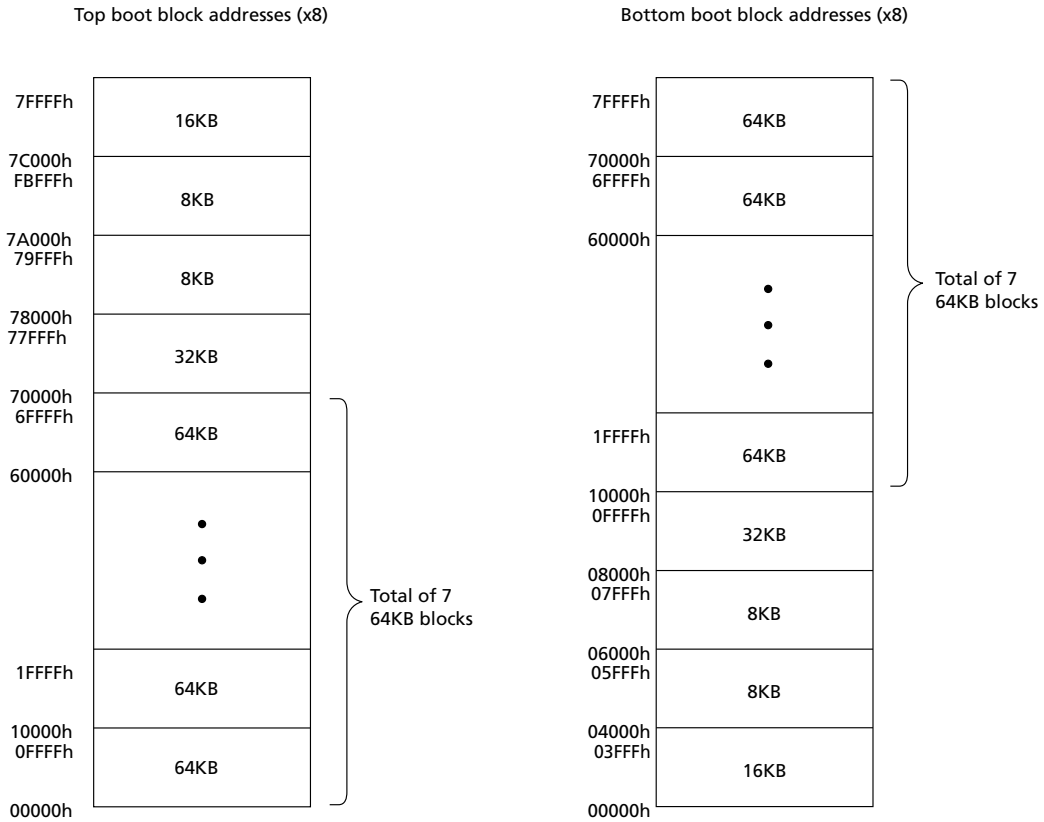 Top boot block addresses (x8)
7FFFFh
16KB
7C000h
FBFFFh
8KB
7A000h
79FFFh
8KB
78000h
77FFFh
32KB
70000h
6FFFFh
64KB
60000h
Total of 7
64KB blocks
1FFFFh
64KB
10000h
0FFFFh
64KB
00000h
Bottom boot block addresses (x8)
7FFFFh
64KB
70000h
6FFFFh
64KB
60000h
Total of 7
64KB blocks
1FFFFh
64KB
10000h
0FFFFh
32KB
08000h
07FFFh
8KB
06000h
05FFFh
8KB
04000h
03FFFh
16KB
00000h